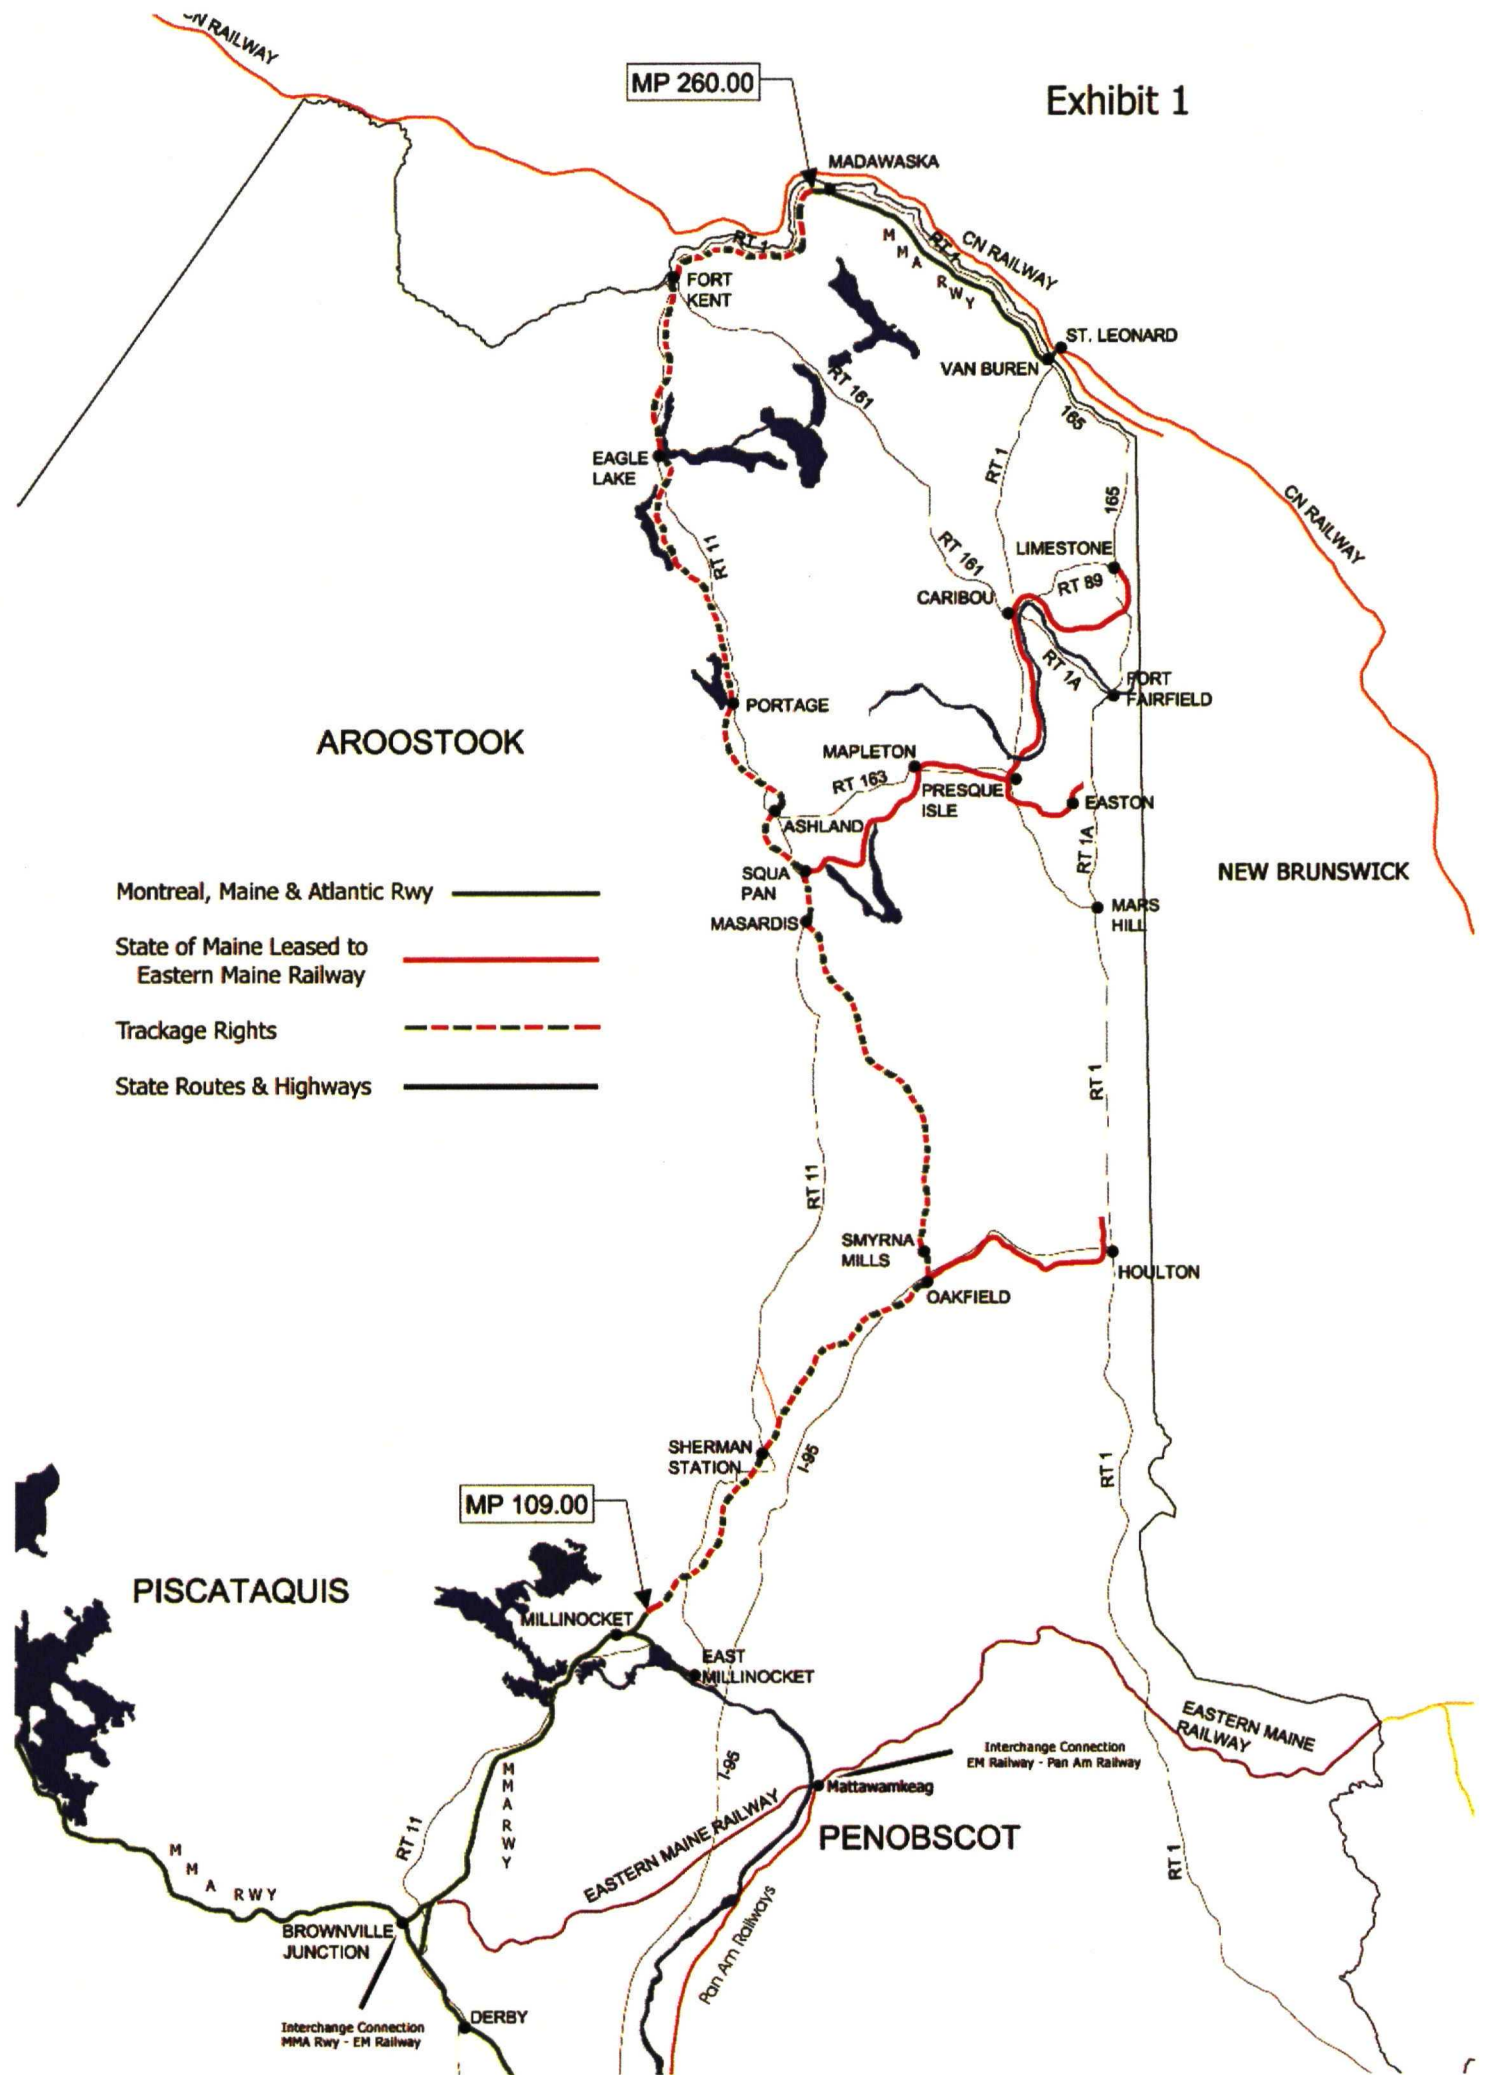 CN RAILWAY
MP 260.00
Exhibit 1
MADAWASKA
RT 1
RT 1
CN RAILWAY
MMA RWY
FORT
KENT
ST. LEONARD
VAN BUREN
RT 161
165
EAGLE
LAKE
RT 1
165
CN RAILWAY
RT 11
RT 161
LIMESTONE
RT 89
CARIBOU
RT 1A
FORT
FAIRFIELD
PORTAGE
AROOSTOOK
MAPLETON
RT 163
PRESQUE
ISLE
EASTON
ASHLAND
RT 1A
SQUA
PAN
NEW BRUNSWICK
Montreal, Maine & Atlantic Rwy
MARS
HILL
MASARDIS
State of Maine Leased to
Eastern Maine Railway
Trackage Rights
State Routes & Highways
RT 1
RT 11
SMYRNA
MILLS
HOULTON
OAKFIELD
SHERMAN
STATION
I-95
RT 1
MP 109.00
PISCATAQUIS
MILLINOCKET
EAST
MILLINOCKET
EASTERN MAINE
RAILWAY
Interchange Connection
EM Railway - Pan Am Railway
I-95
MMA RWY
Mattawamkeag
RT 11
EASTERN MAINE RAILWAY
PENOBSCOT
RT 1
MMA RWY
Pan Am Railways
BROWNVILLE
JUNCTION
DERBY
Interchange Connection
MMA Rwy - EM Railway